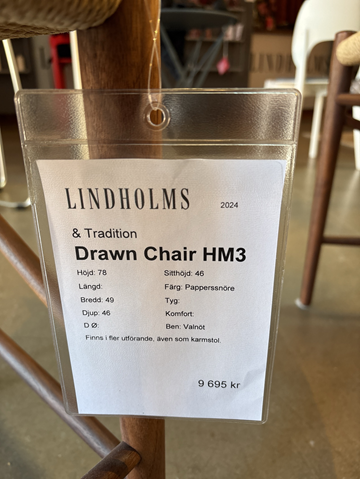 LINDHOLMS 2024
& Tradition
Drawn Chair HM3
Höjd: 78 Sitthöjd: 46
Längd: Färg: Papperssnöre
Bredd: 49 Tyg:
Djup: 46 Komfort:
D Ø: Ben: Valnöt
Finns i fler utförande, även som karmstol.
9 695 kr
LINDHOLMS